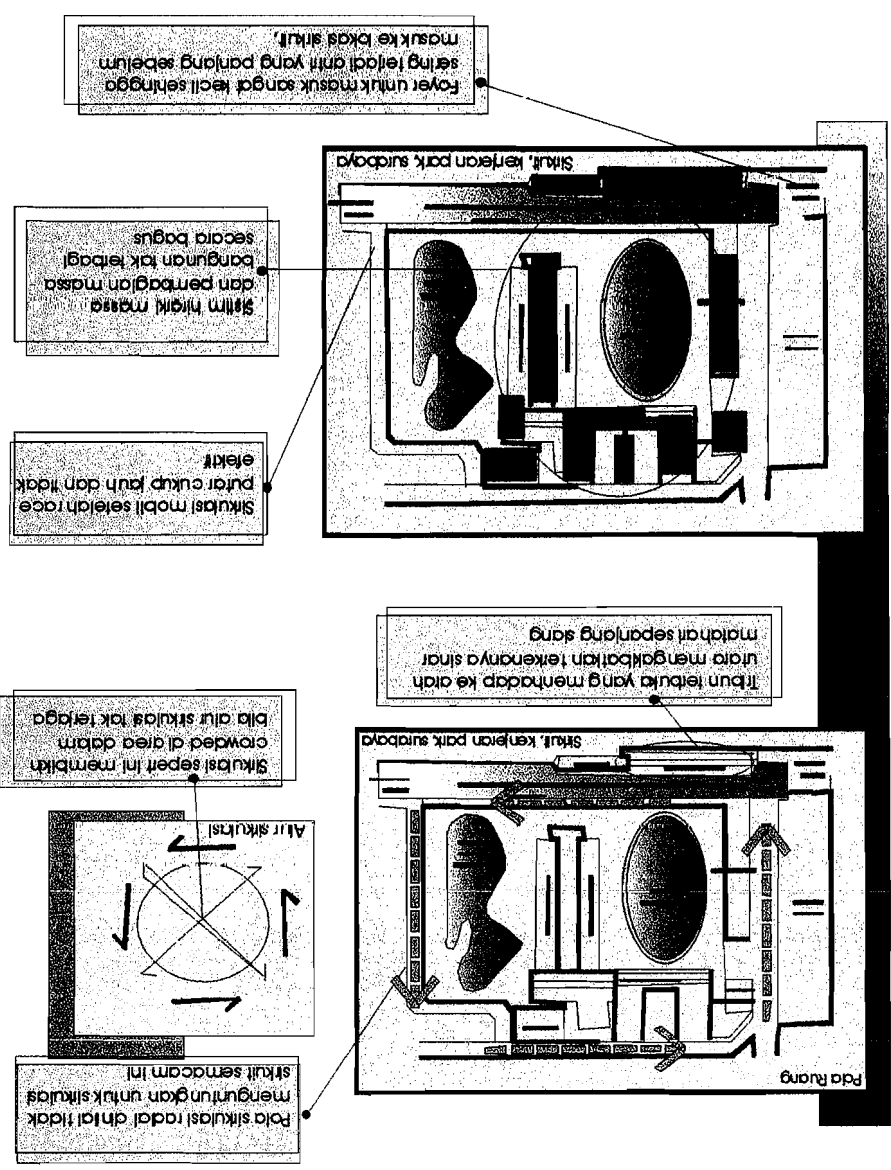 Pola Ruang
Pola sirkulasi radial dinilai tidak
menguntungkan untuk sirkulasi
sirkuit semacam ini
Alur sirkulasi
Sirkulasi seperti ini membikin
crowded di area dalam
bila alur sirkulasi tak terjaga
Sirkuit, kenjeran park, surabaya
Tribun terbuka yang menhadap ke arah
utara mengakibatkan terkenanya sinar
matahari sepanjang siang
Sirkulasi mobil setelah race
putar cukup jauh dan tidak
efektif
Sistim hirarki massa
dan pembagian massa
bangunan tak terbagi
secara bagus
Sirkuit, kenjeran park, surabaya
Foyer untuk masuk sangat kecil sehingga
sering terjadi antri yang panjang sebelum
masuk ke lokasi sirkuit,